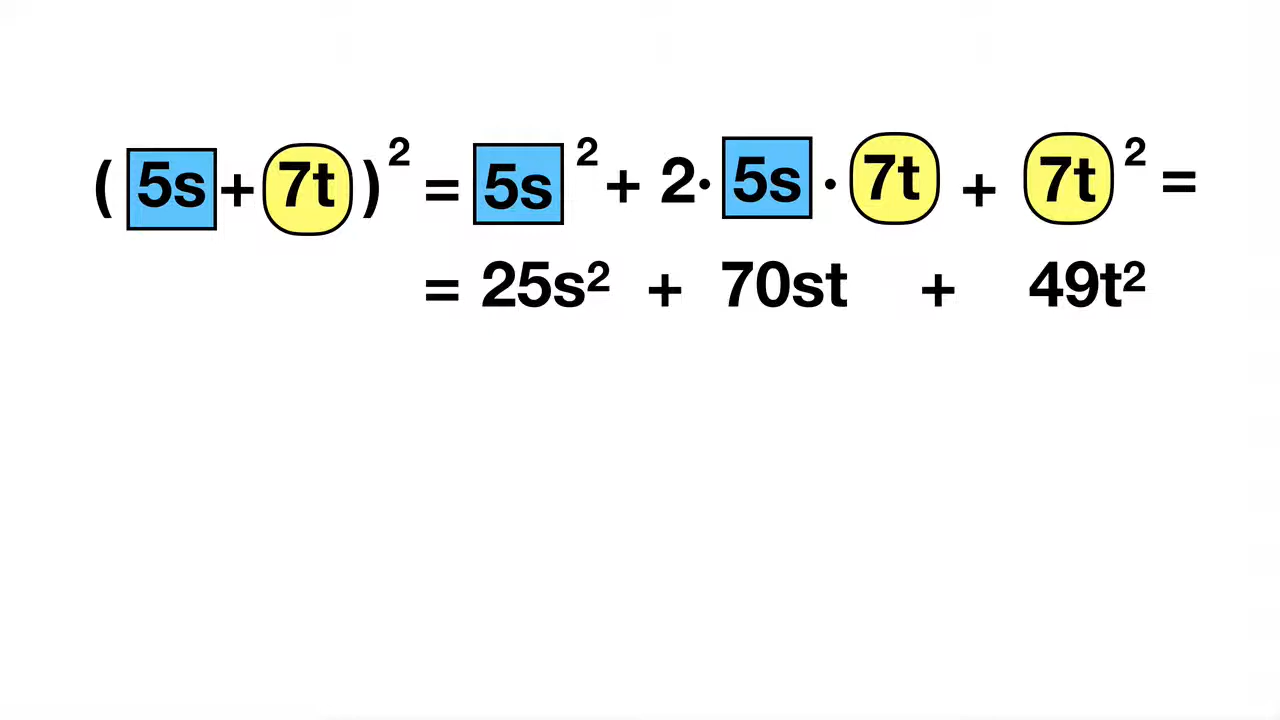 (5s+7t)² = 5s² + 2· 5s · 7t + 7t² =
= 25s² + 70st + 49t²